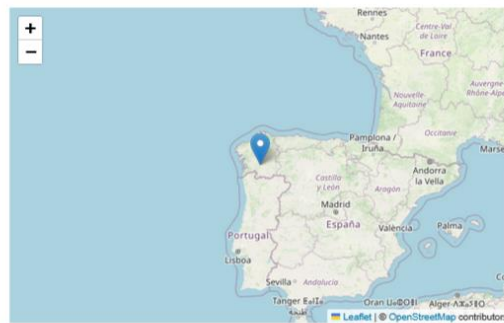 +
−
Rennes
Nantes
Centre-Val
de Loire
France
Nouvelle-
Aquitaine
Auvergne-
Rhône-Alp
Occitanie
Marse
Pamplona /
Iruña
Andorra
la Vella
Castilla
y León
Aragón
Madrid
España
València
Palma
Portugal
Lisboa
Sevilla
Andalucía
Tanger
Oran
Alger
Leaflet | © OpenStreetMap contributor